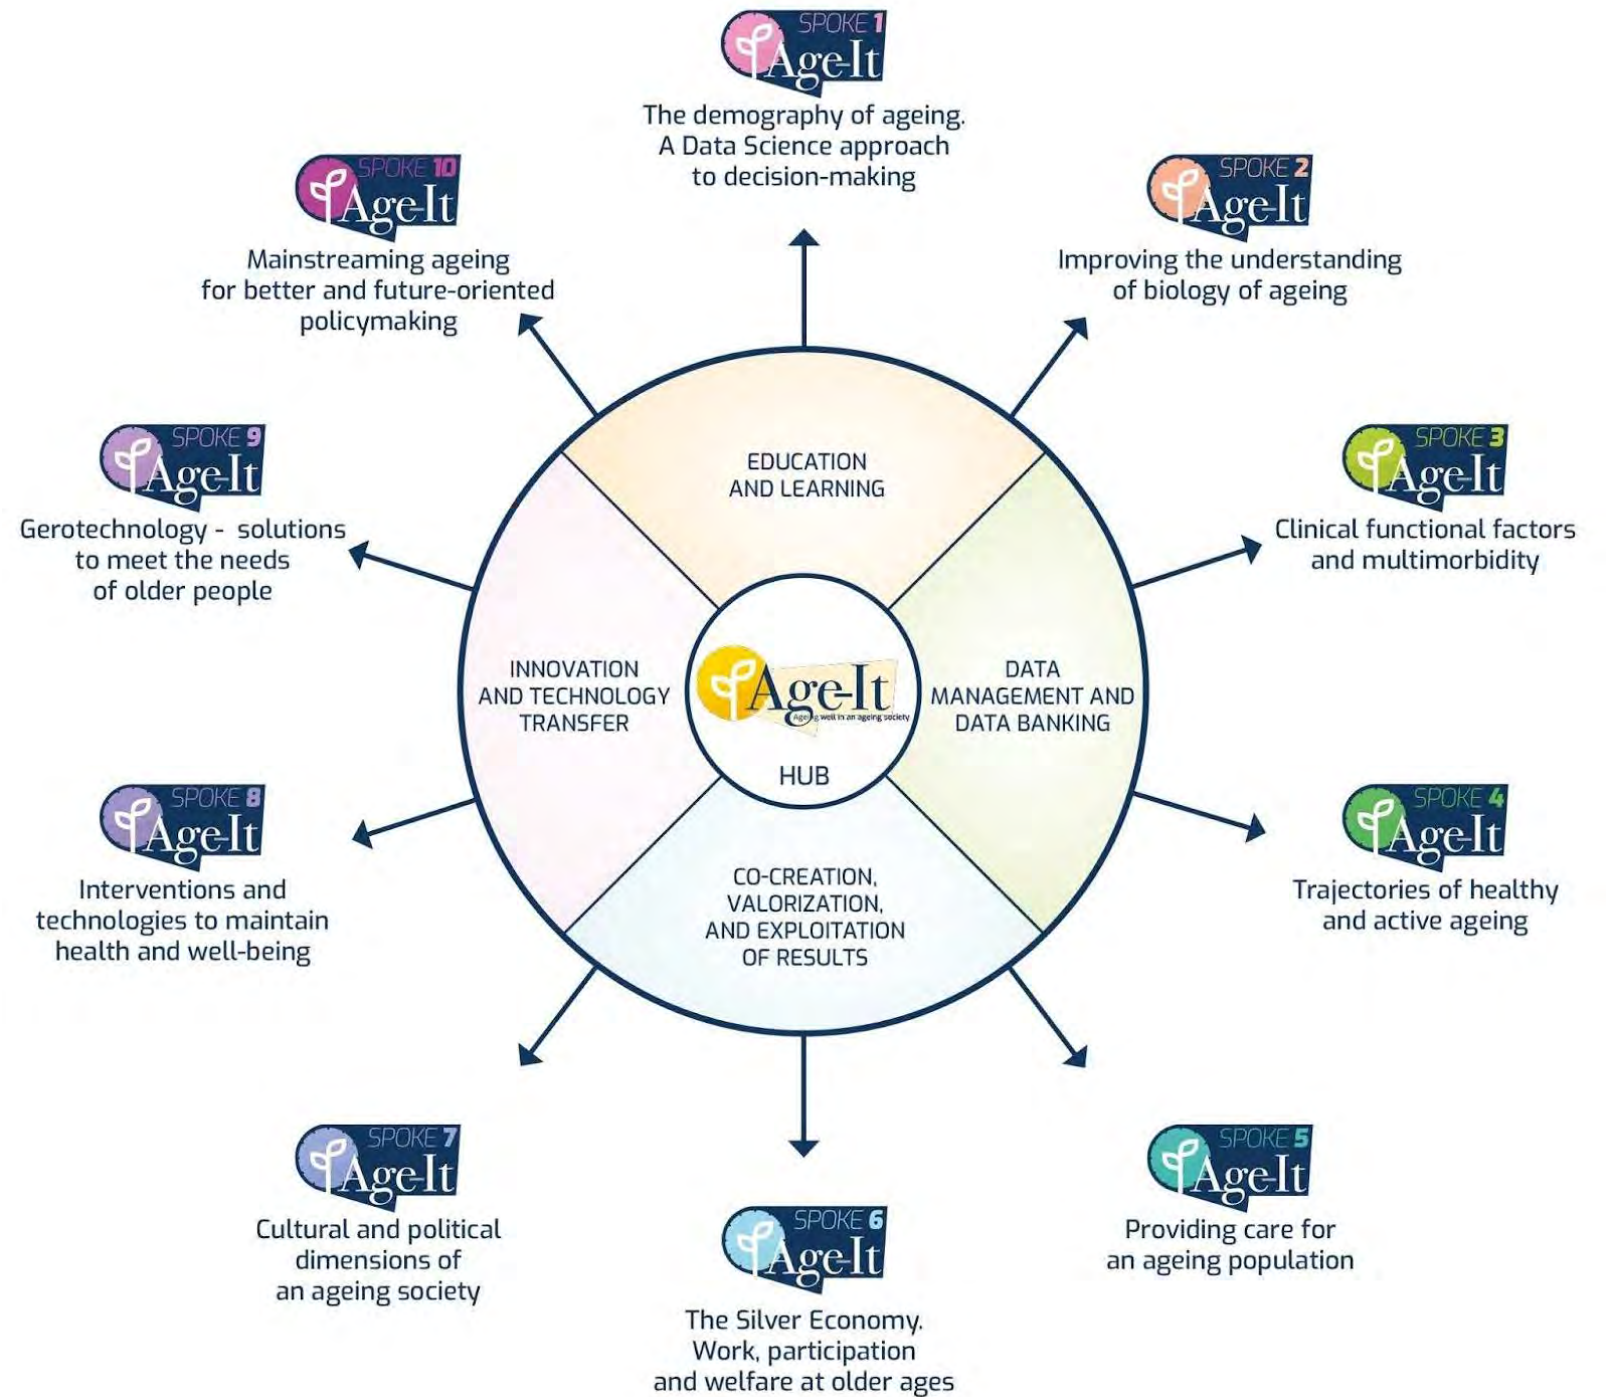 SPOKE 1
Age-It
The demography of ageing.
A Data Science approach
to decision-making
SPOKE 2
Age-It
Improving the understanding
of biology of ageing
SPOKE 3
Age-It
Clinical functional factors
and multimorbidity
SPOKE 4
Age-It
Trajectories of healthy
and active ageing
SPOKE 5
Age-It
Providing care for
an ageing population
SPOKE 6
Age-It
The Silver Economy.
Work, participation
and welfare at older ages
SPOKE 7
Age-It
Cultural and political
dimensions of
an ageing society
SPOKE 8
Age-It
Interventions and
technologies to maintain
health and well-being
SPOKE 9
Age-It
Gerotechnology - solutions
to meet the needs
of older people
SPOKE 10
Age-It
Mainstreaming ageing
for better and future-oriented
policymaking
EDUCATION
AND LEARNING
DATA
MANAGEMENT AND
DATA BANKING
CO-CREATION,
VALORIZATION,
AND EXPLOITATION
OF RESULTS
INNOVATION
AND TECHNOLOGY
TRANSFER
Age-It
Ageing well in an ageing society
HUB